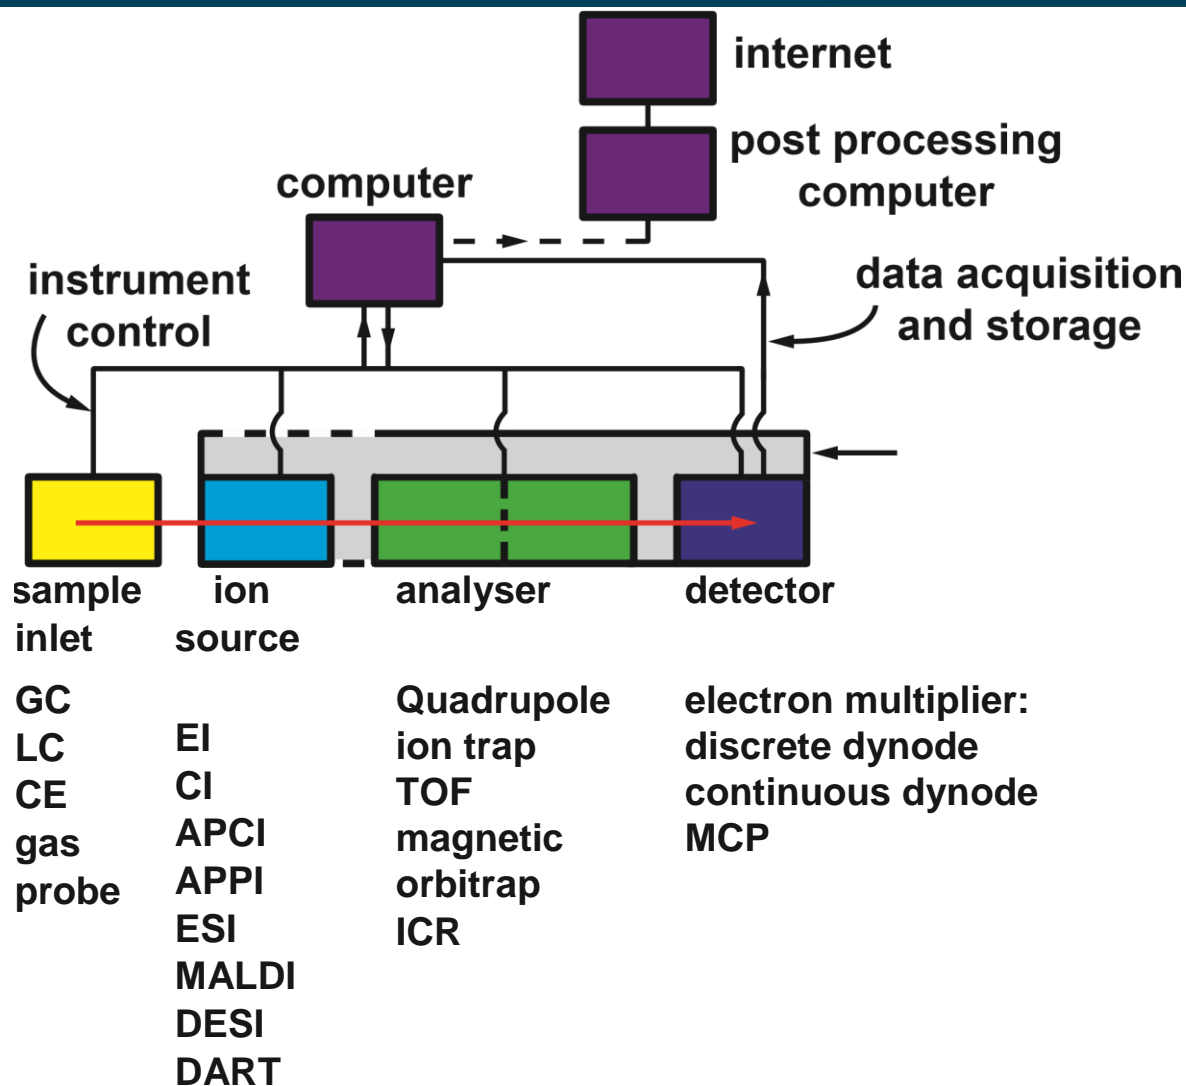 internet
post processing
computer
computer
instrument
control
data acquisition
and storage
sample
inlet
ion
source
analyser
detector
GC
LC
CE
gas
probe
EI
CI
APCI
APPI
ESI
MALDI
DESI
DART
Quadrupole
ion trap
TOF
magnetic
orbitrap
ICR
electron multiplier:
discrete dynode
continuous dynode
MCP